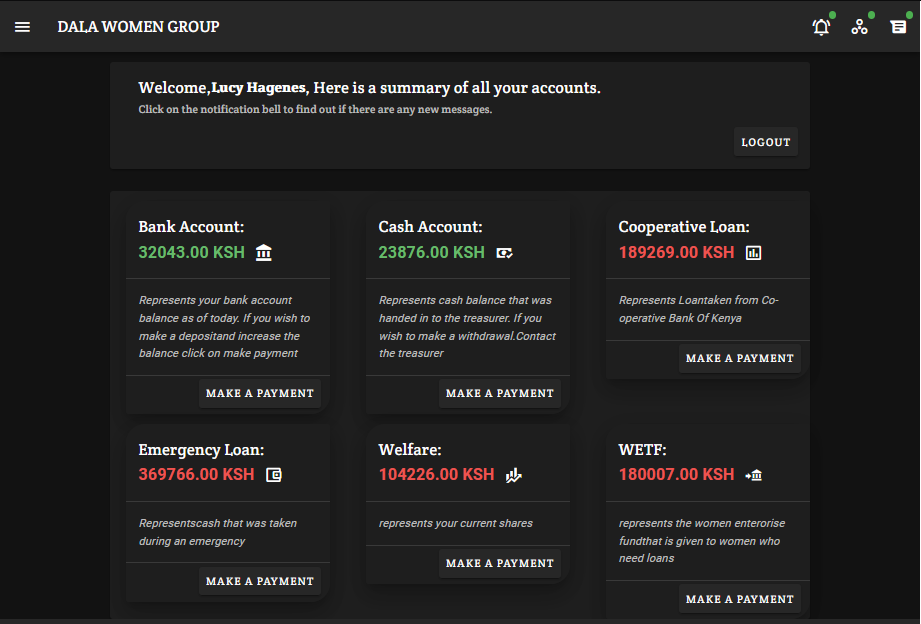 DALA WOMEN GROUP
Welcome,Lucy Hagenes, Here is a summary of all your accounts.
Click on the notification bell to find out if there are any new messages.
LOGOUT
Bank Account:
32043.00 KSH
Represents your bank account
balance as of today. If you wish to
make a depositand increase the
balance click on make payment
MAKE A PAYMENT
Cash Account:
23876.00 KSH
Represents cash balance that was
handed in to the treasurer. If you
wish to make a withdrawal.Contact
the treasurer
MAKE A PAYMENT
Cooperative Loan:
189269.00 KSH
Represents Loantaken from Co-
operative Bank Of Kenya
MAKE A PAYMENT
Emergency Loan:
369766.00 KSH
Representscash that was taken
during an emergency
MAKE A PAYMENT
Welfare:
104226.00 KSH
represents your current shares
MAKE A PAYMENT
WETF:
180007.00 KSH
represents the women enterorise
fundthat is given to women who
need loans
MAKE A PAYMENT